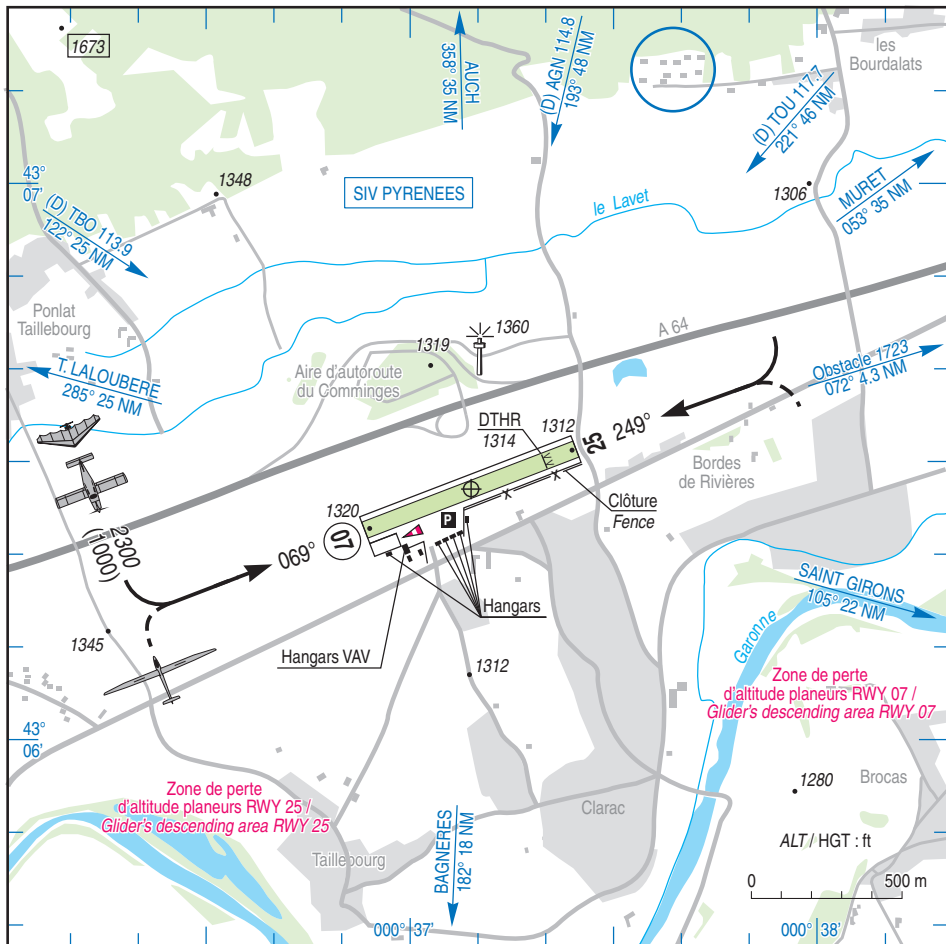 1673
AUCH
358° 35 NM
(D) AGN 114.8
193° 48 NM
les
Bourdalats
(D) TOU 117.7
221° 46 NM
43°
07'
(D) TBO 113.9
122° 25 NM
1348
SIV PYRENEES
le Lavet
1306
MURET
053° 35 NM
Ponlat
Taillebourg
T. LALOUBERE
285° 25 NM
1319
1360
A 64
Aire d'autoroute
du Comminges
Obstacle 1723
072° 4.3 NM
DTHR
1314
1312
25
249°
Bordes
de Rivières
Clôture
Fence
2300
(1000)
1320
07
069°
P
Hangars
Hangars VAV
1345
1312
SAINT GIRONS
105° 22 NM
Garonne
Zone de perte
d'altitude planeurs RWY 07 /
Glider's descending area RWY 07
43°
06'
Zone de perte
d'altitude planeurs RWY 25 /
Glider's descending area RWY 25
Taillebourg
BAGNERES
182° 18 NM
Clarac
1280
Brocas
ALT / HGT : ft
0
500 m
000° 37'
000° 38'